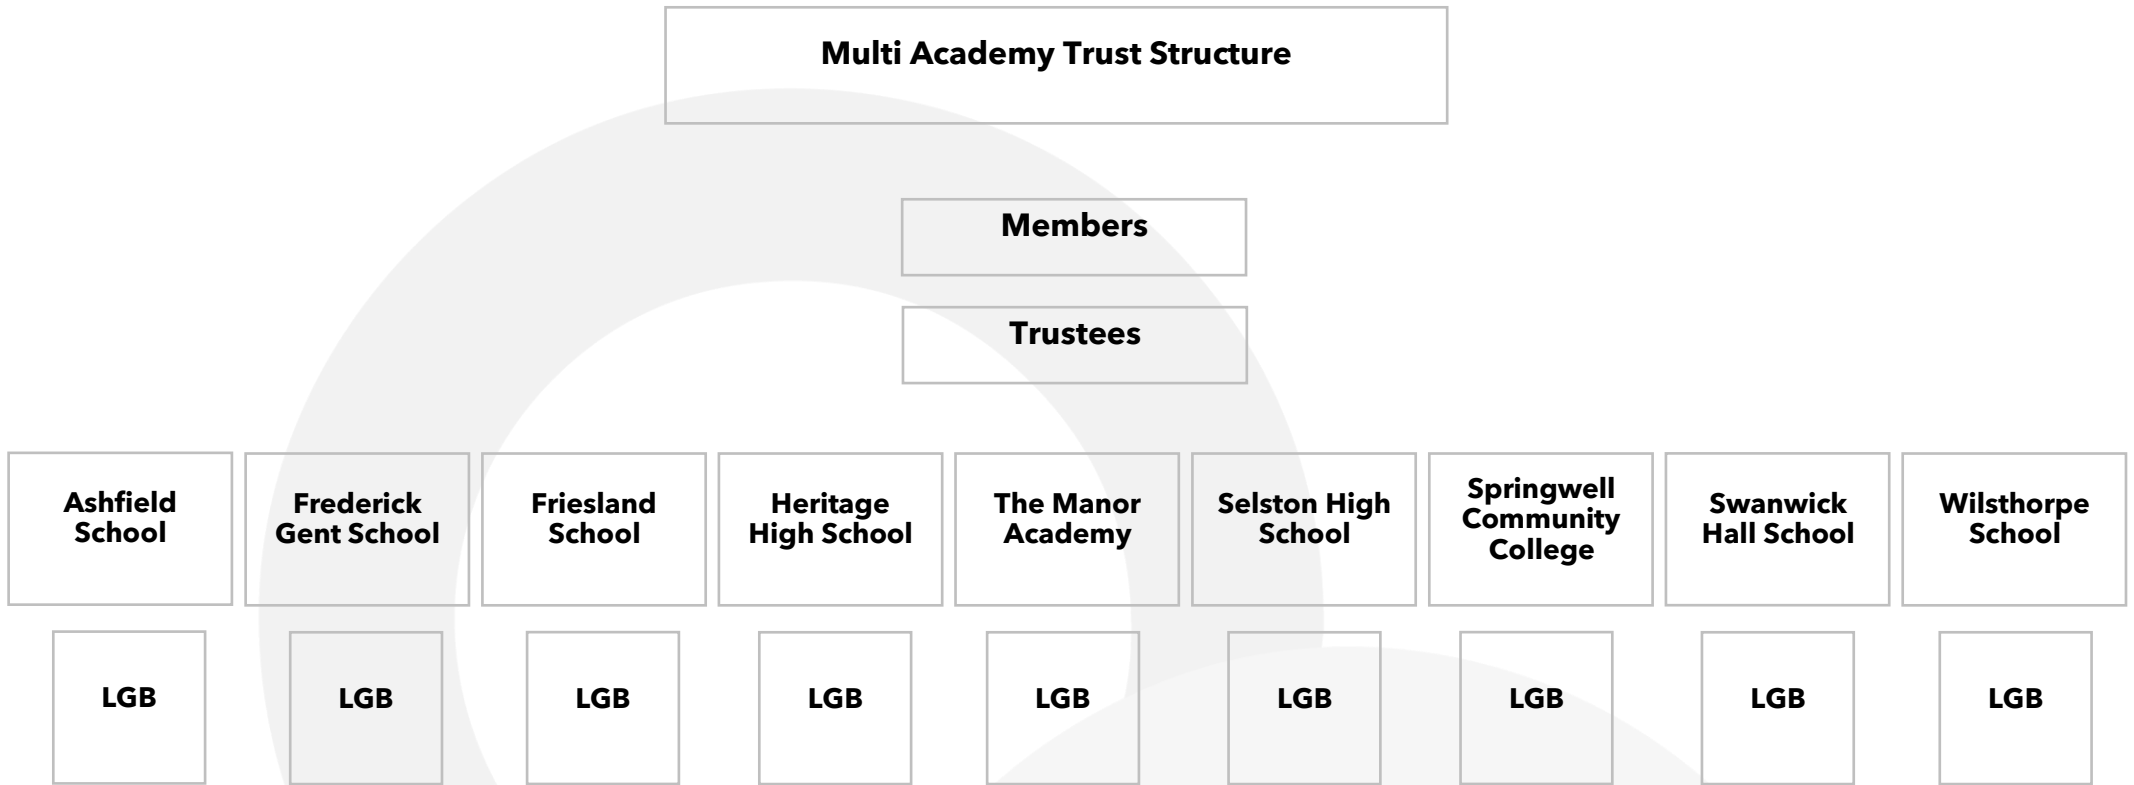 Multi Academy Trust Structure
Members
Trustees
Ashfield
School
Frederick
Gent School
Friesland
School
Heritage
High School
The Manor
Academy
Selston High
School
Springwell
Community
College
Swanwick
Hall School
Wilsthorpe
School
LGB
LGB
LGB
LGB
LGB
LGB
LGB
LGB
LGB